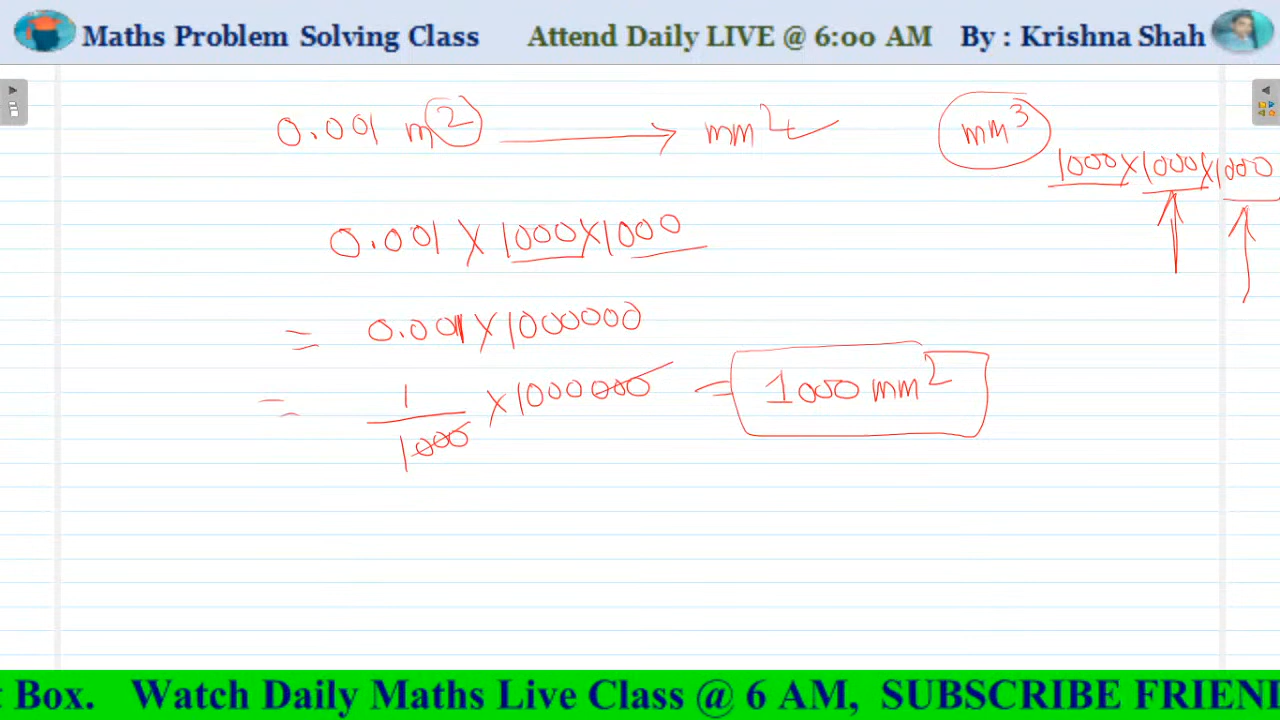 Maths Problem Solving Class Attend Daily LIVE @ 6:00 AM By : Krishna Shah
0.001 m² → mm² mm³
1000×1000×1000
0.001 × 1000×1000
= 0.001×1000000
= 1/1000 ×1000000 = 1000 mm²
t Box. Watch Daily Maths Live Class @ 6 AM, SUBSCRIBE FRIEN